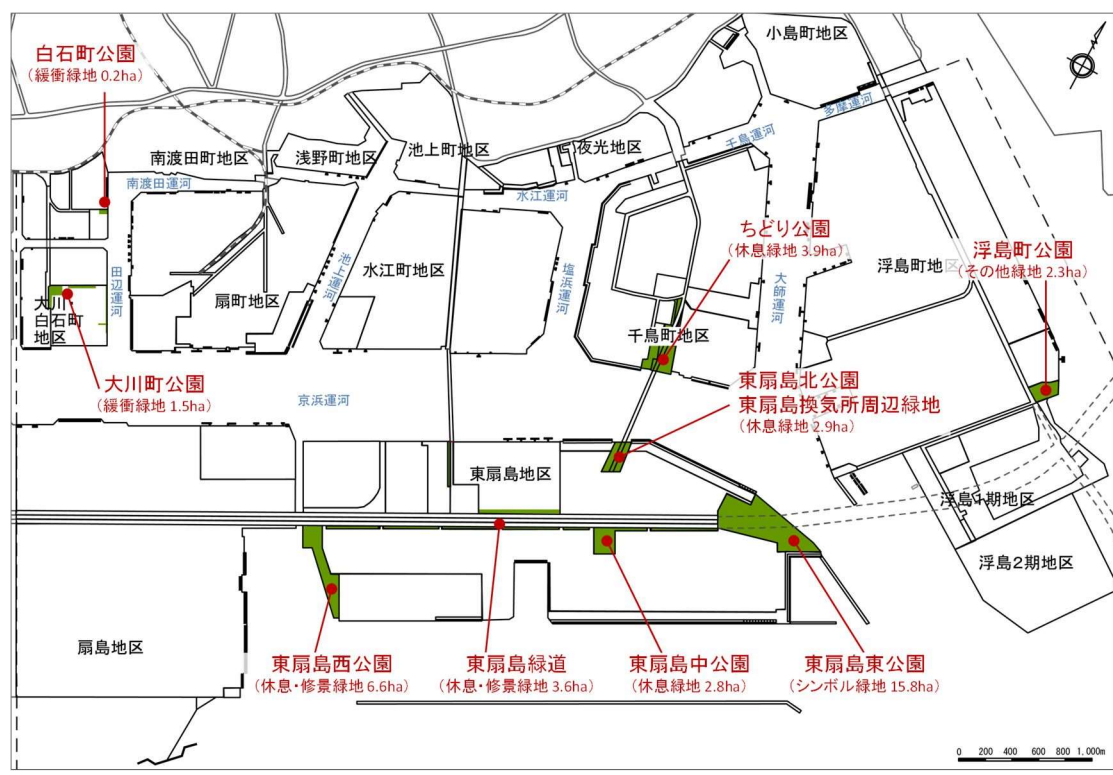 白石町公園
（緩衝緑地 0.2ha）
小島町地区
多摩運河
千鳥運河
南渡田町地区
浅野町地区
池上町地区
夜光地区
南渡田運河
水江運河
ちどり公園
（休息緑地 3.9ha）
浮島町公園
（その他緑地 2.3ha）
田辺運河
扇町地区
池上運河
水江町地区
塩浜運河
大師運河
浮島町地区
大川
白石町
地区
千鳥町地区
大川町公園
（緩衝緑地 1.5ha）
京浜運河
東扇島北公園
東扇島換気所周辺緑地
（休息緑地 2.9ha）
東扇島地区
浮島1期地区
浮島2期地区
扇島地区
東扇島西公園
（休息・修景緑地 6.6ha）
東扇島緑道
（休息・修景緑地 3.6ha）
東扇島中公園
（休息緑地 2.8ha）
東扇島東公園
（シンボル緑地 15.8ha）
0 200 400 600 800 1,000m